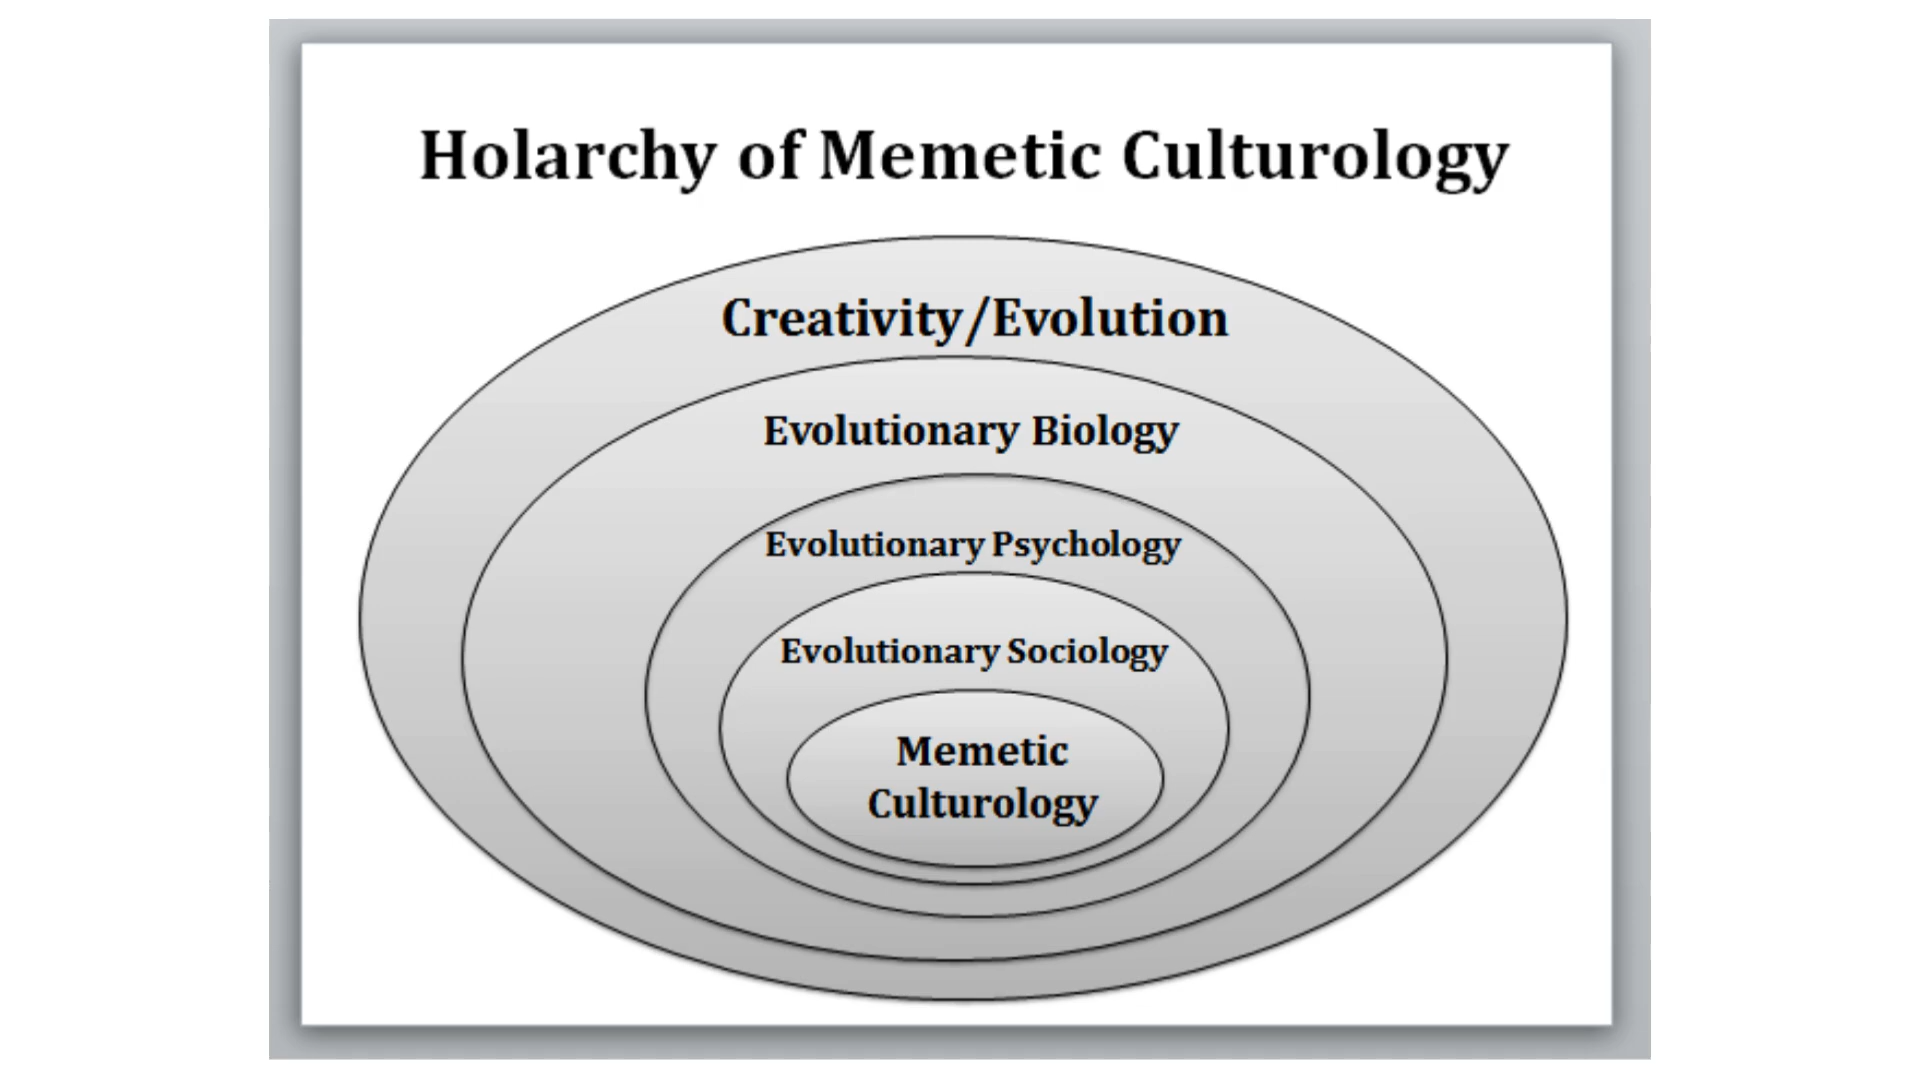 Holarchy of Memetic Culturology
Creativity/Evolution
Evolutionary Biology
Evolutionary Psychology
Evolutionary Sociology
Memetic
Culturology